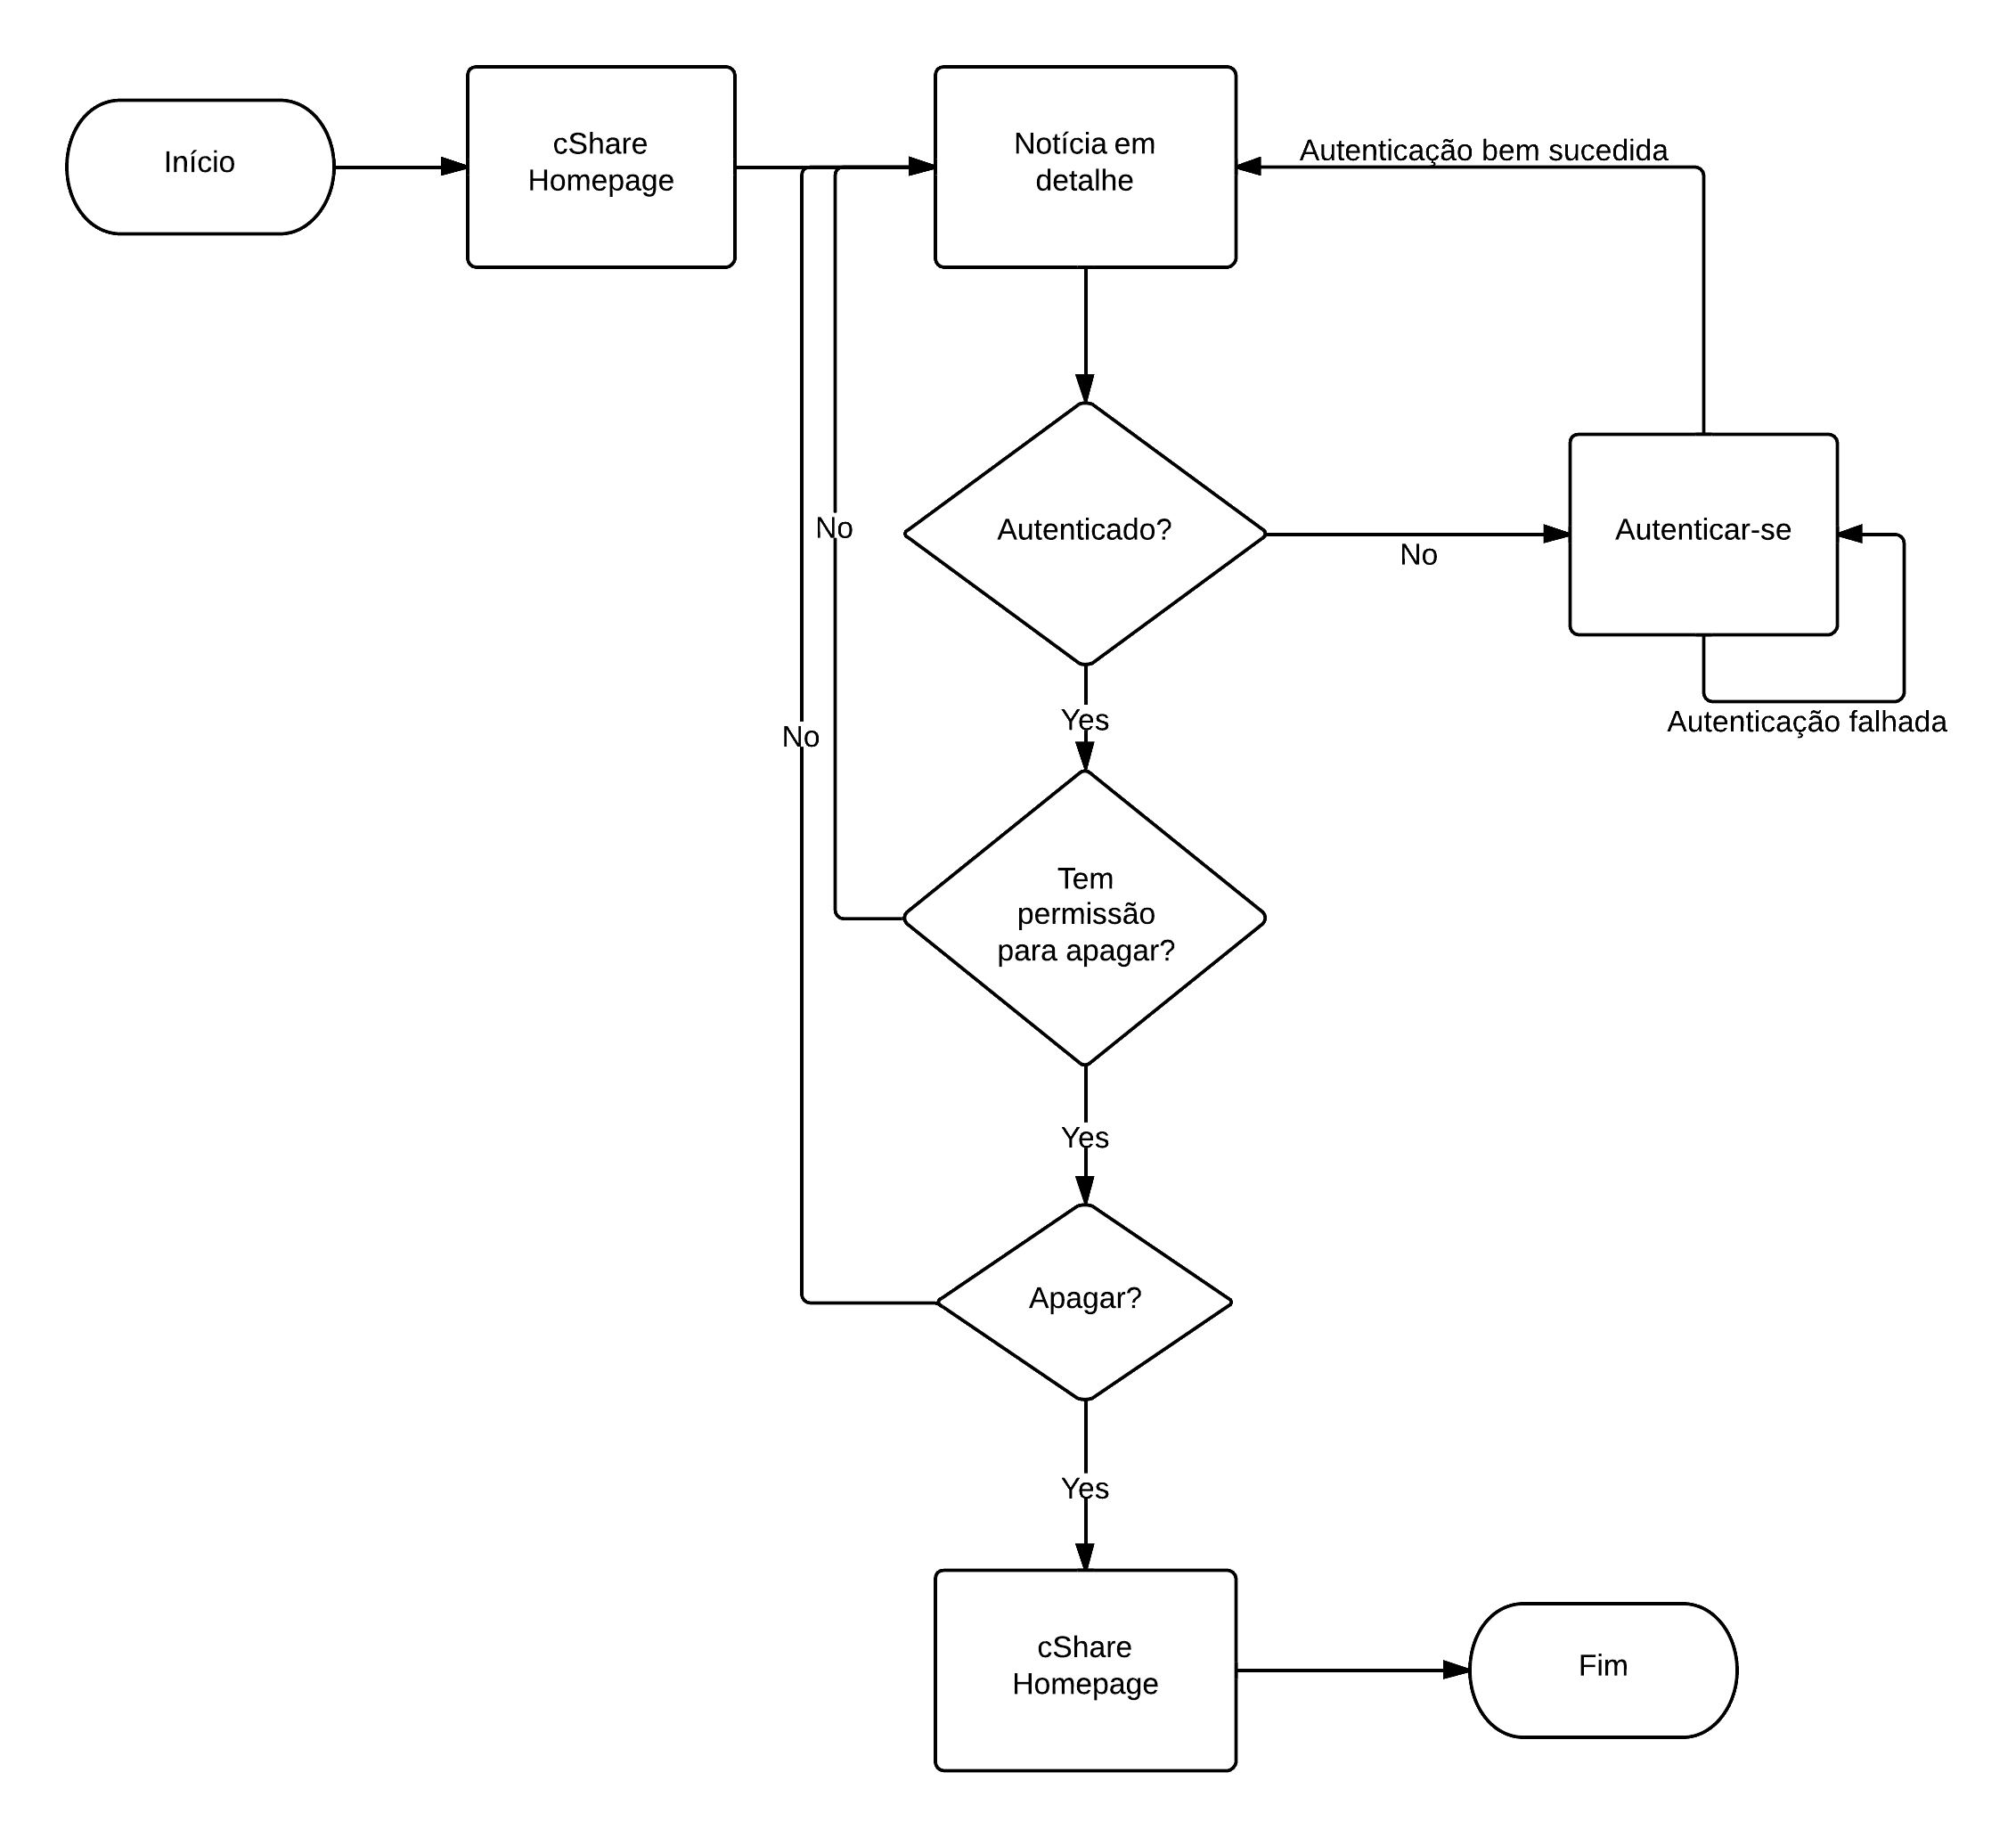 Início
cShare
Homepage
Notícia em
detalhe
Autenticação bem sucedida
No
Autenticado?
No
Autenticar-se
Yes
No
Autenticação falhada
Tem
permissão
para apagar?
Yes
Apagar?
Yes
cShare
Homepage
Fim